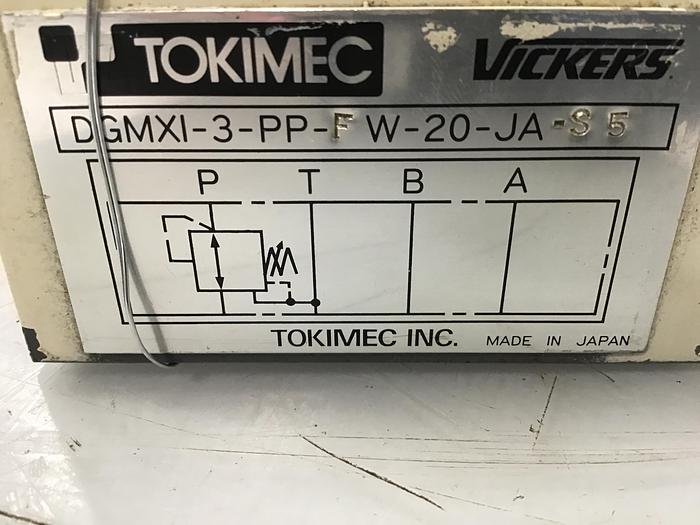 TOKIMEC VICKERS
DGMXI-3-PP-FW-20-JA-S5
P T B A
TOKIMEC INC. MADE IN JAPAN